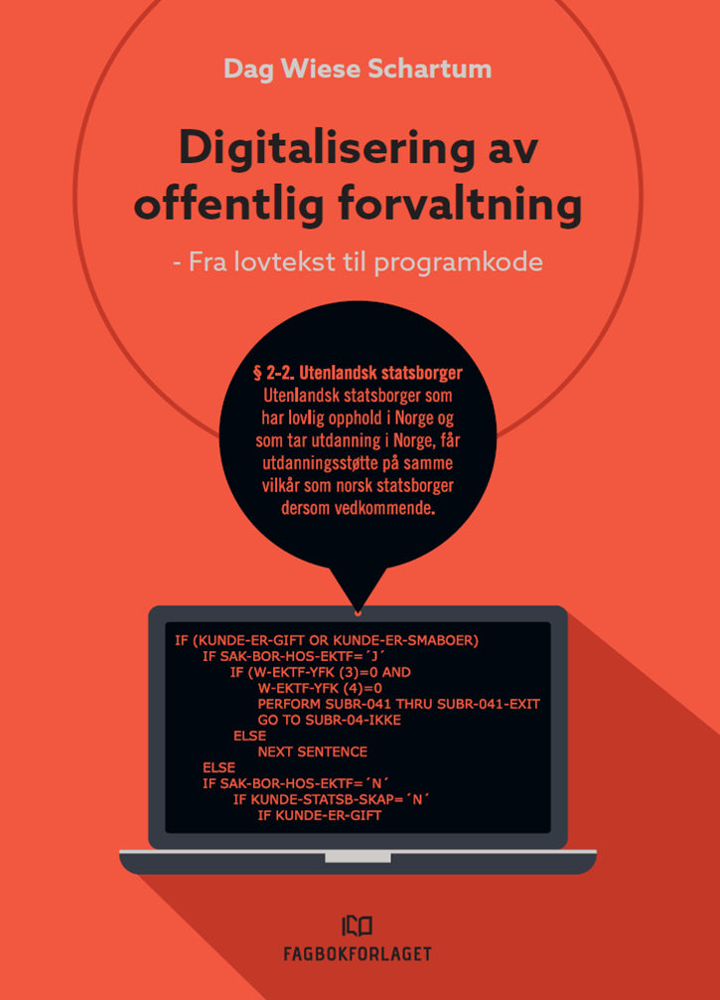 Dag Wiese Schartum
Digitalisering av
offentlig forvaltning
- Fra lovtekst til programkode
§ 2-2. Utenlandsk statsborger
Utenlandsk statsborger som
har lovlig opphold i Norge og
som tar utdanning i Norge, får
utdanningsstøtte på samme
vilkår som norsk statsborger
dersom vedkommende.
IF (KUNDE-ER-GIFT OR KUNDE-ER-SMABOER)
IF SAK-BOR-HOS-EKTF=´J´
IF (W-EKTF-YFK (3)=0 AND
W-EKTF-YFK (4)=0
PERFORM SUBR-041 THRU SUBR-041-EXIT
GO TO SUBR-04-IKKE
ELSE
NEXT SENTENCE
ELSE
IF SAK-BOR-HOS-EKTF=´N´
IF KUNDE-STATSB-SKAP=´N´
IF KUNDE-ER-GIFT
FAGBOKFORLAGET